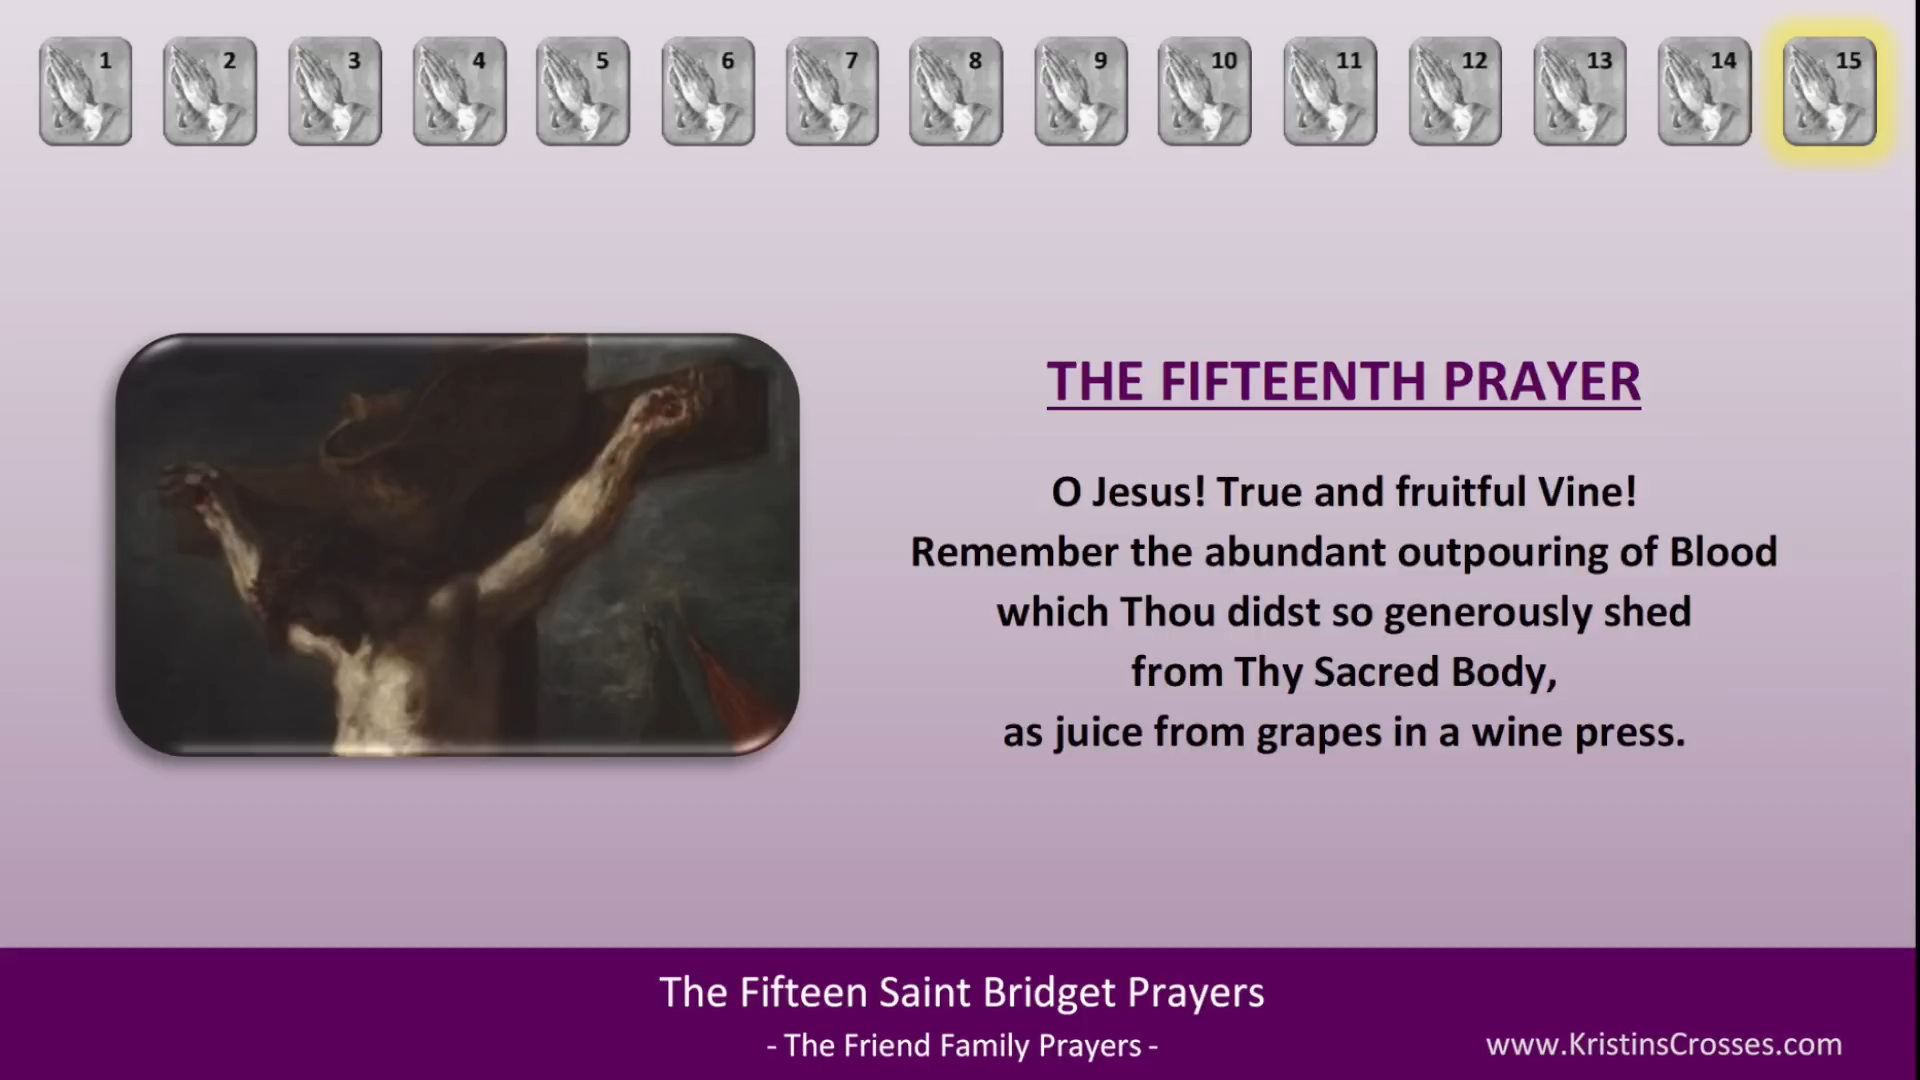 1 2 3 4 5 6 7 8 9 10 11 12 13 14 15
THE FIFTEENTH PRAYER
O Jesus! True and fruitful Vine!
Remember the abundant outpouring of Blood
which Thou didst so generously shed
from Thy Sacred Body,
as juice from grapes in a wine press.
The Fifteen Saint Bridget Prayers
- The Friend Family Prayers -
www.KristinsCrosses.com